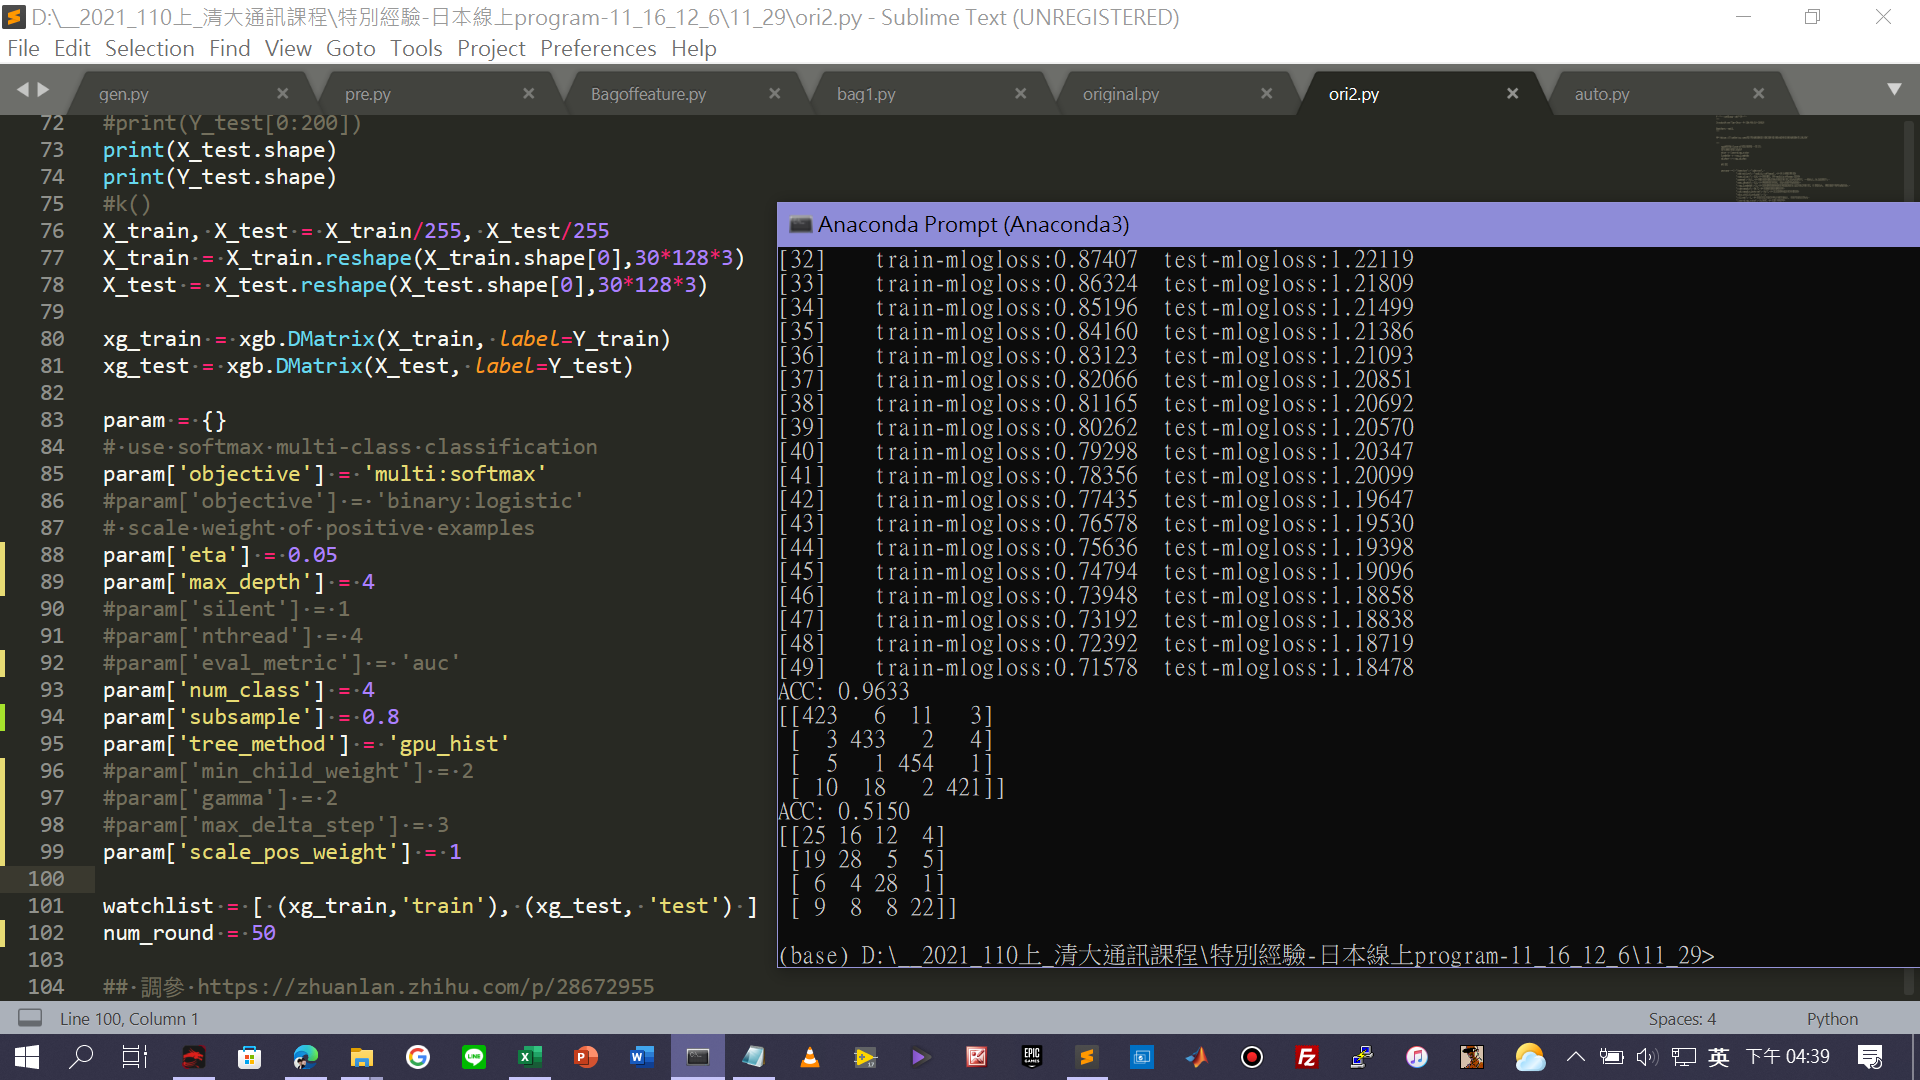 D:\__2021_110上_清大通訊課程\特別經驗-日本線上program-11_16_12_6\11_29\ori2.py - Sublime Text (UNREGISTERED)
File Edit Selection Find View Goto Tools Project Preferences Help
gen.py pre.py Bagoffeature.py bag1.py original.py ori2.py auto.py
72 #print(Y_test[0:200])
73 print(X_test.shape)
74 print(Y_test.shape)
75 #k()
76 X_train, X_test = X_train/255, X_test/255
77 X_train = X_train.reshape(X_train.shape[0],30*128*3)
78 X_test = X_test.reshape(X_test.shape[0],30*128*3)
79
80 xg_train = xgb.DMatrix(X_train, label=Y_train)
81 xg_test = xgb.DMatrix(X_test, label=Y_test)
82
83 param = {}
84 # use softmax multi-class classification
85 param['objective'] = 'multi:softmax'
86 #param['objective'] = 'binary:logistic'
87 # scale weight of positive examples
88 param['eta'] = 0.05
89 param['max_depth'] = 4
90 #param['silent'] = 1
91 #param['nthread'] = 4
92 #param['eval_metric'] = 'auc'
93 param['num_class'] = 4
94 param['subsample'] = 0.8
95 param['tree_method'] = 'gpu_hist'
96 #param['min_child_weight'] = 2
97 #param['gamma'] = 2
98 #param['max_delta_step'] = 3
99 param['scale_pos_weight'] = 1
100
101 watchlist = [ (xg_train,'train'), (xg_test, 'test') ]
102 num_round = 50
103
104 ## 調參 https://zhuanlan.zhihu.com/p/28672955
Anaconda Prompt (Anaconda3)
[32] train-mlogloss:0.87407 test-mlogloss:1.22119
[33] train-mlogloss:0.86324 test-mlogloss:1.21809
[34] train-mlogloss:0.85196 test-mlogloss:1.21499
[35] train-mlogloss:0.84160 test-mlogloss:1.21386
[36] train-mlogloss:0.83123 test-mlogloss:1.21093
[37] train-mlogloss:0.82066 test-mlogloss:1.20851
[38] train-mlogloss:0.81165 test-mlogloss:1.20692
[39] train-mlogloss:0.80262 test-mlogloss:1.20570
[40] train-mlogloss:0.79298 test-mlogloss:1.20347
[41] train-mlogloss:0.78356 test-mlogloss:1.20099
[42] train-mlogloss:0.77435 test-mlogloss:1.19647
[43] train-mlogloss:0.76578 test-mlogloss:1.19530
[44] train-mlogloss:0.75636 test-mlogloss:1.19398
[45] train-mlogloss:0.74794 test-mlogloss:1.19096
[46] train-mlogloss:0.73948 test-mlogloss:1.18858
[47] train-mlogloss:0.73192 test-mlogloss:1.18838
[48] train-mlogloss:0.72392 test-mlogloss:1.18719
[49] train-mlogloss:0.71578 test-mlogloss:1.18478
ACC: 0.9633
[[423 6 11 3]
[ 3 433 2 4]
[ 5 1 454 1]
[ 10 18 2 421]]
ACC: 0.5150
[[25 16 12 4]
[19 28 5 5]
[ 6 4 28 1]
[ 9 8 8 22]]
(base) D:\__2021_110上_清大通訊課程\特別經驗-日本線上program-11_16_12_6\11_29>
Line 100, Column 1 Spaces: 4 Python
英 下午 04:39